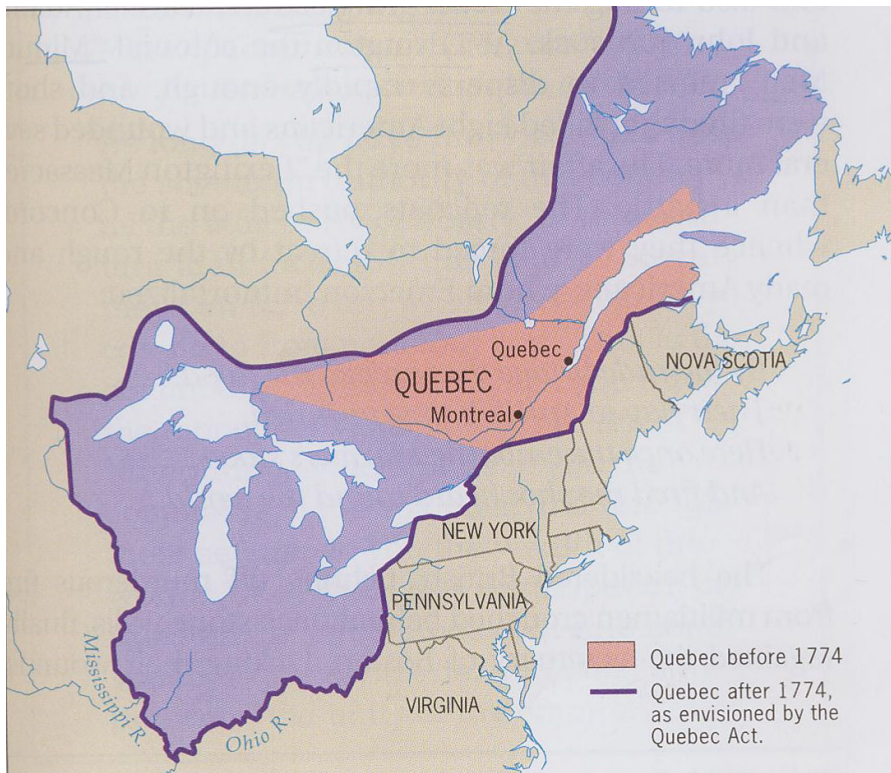 Quebec
QUEBEC
Montreal
NOVA SCOTIA
NEW YORK
PENNSYLVANIA
VIRGINIA
Mississippi R.
Ohio R.
Quebec before 1774
Quebec after 1774,
as envisioned by the
Quebec Act.